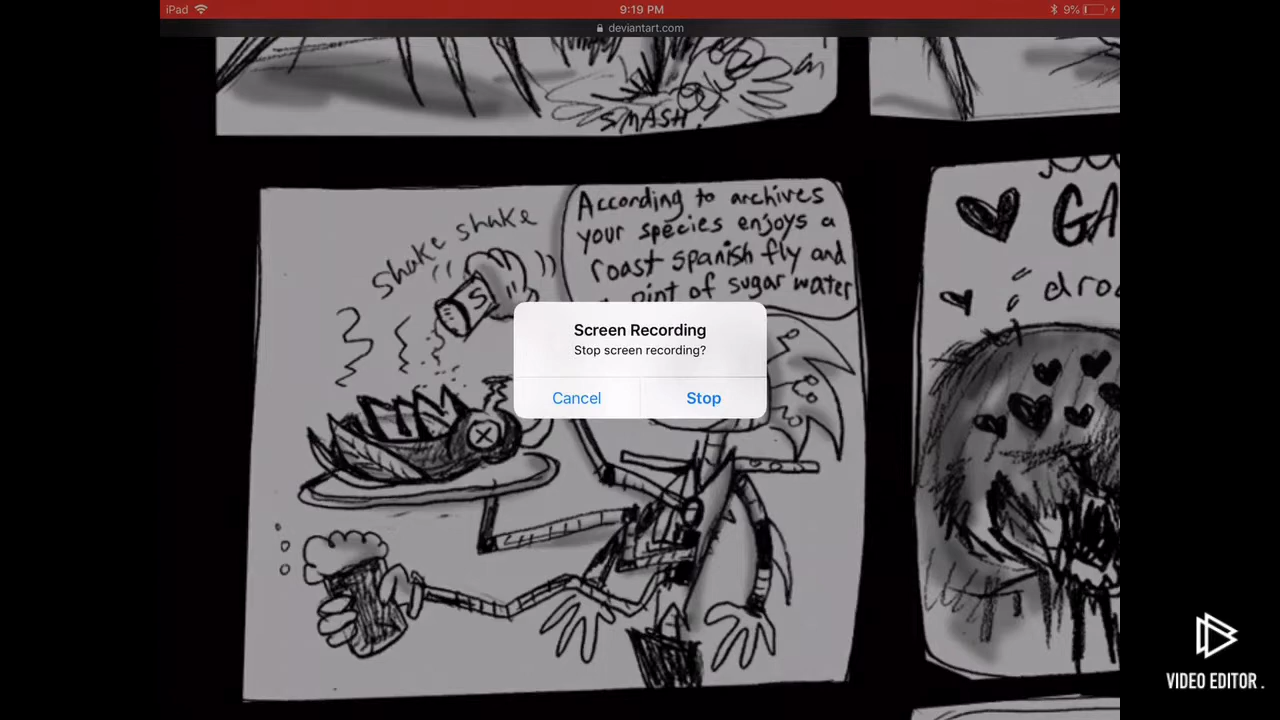 iPad
9:19 PM
9%
deviantart.com
SMASH!
shake shake
S
According to archives
your species enjoys a
roast spanish fly and
pint of sugar water
GA
Screen Recording
Stop screen recording?
Cancel
Stop
VIDEO EDITOR.